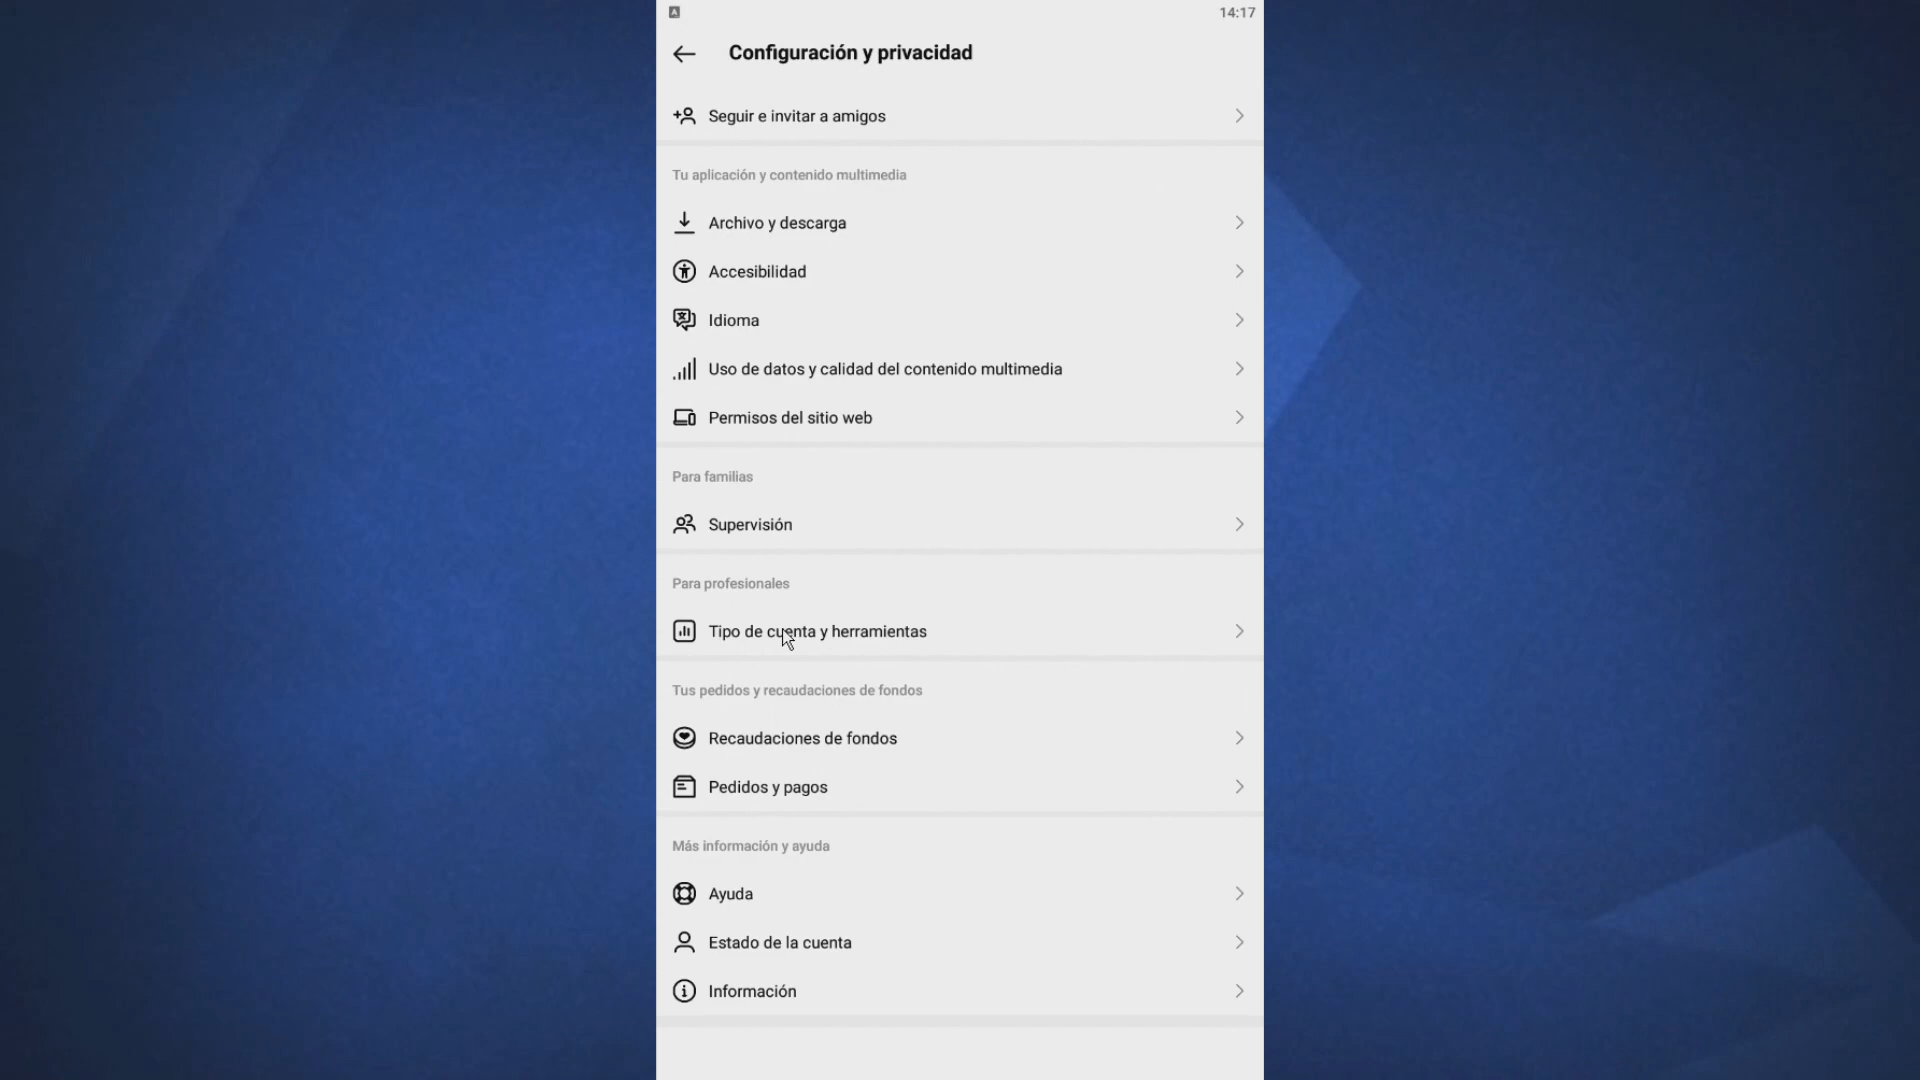 14:17
Configuración y privacidad
Seguir e invitar a amigos
Tu aplicación y contenido multimedia
Archivo y descarga
Accesibilidad
Idioma
Uso de datos y calidad del contenido multimedia
Permisos del sitio web
Para familias
Supervisión
Para profesionales
Tipo de cuenta y herramientas
Tus pedidos y recaudaciones de fondos
Recaudaciones de fondos
Pedidos y pagos
Más información y ayuda
Ayuda
Estado de la cuenta
Información